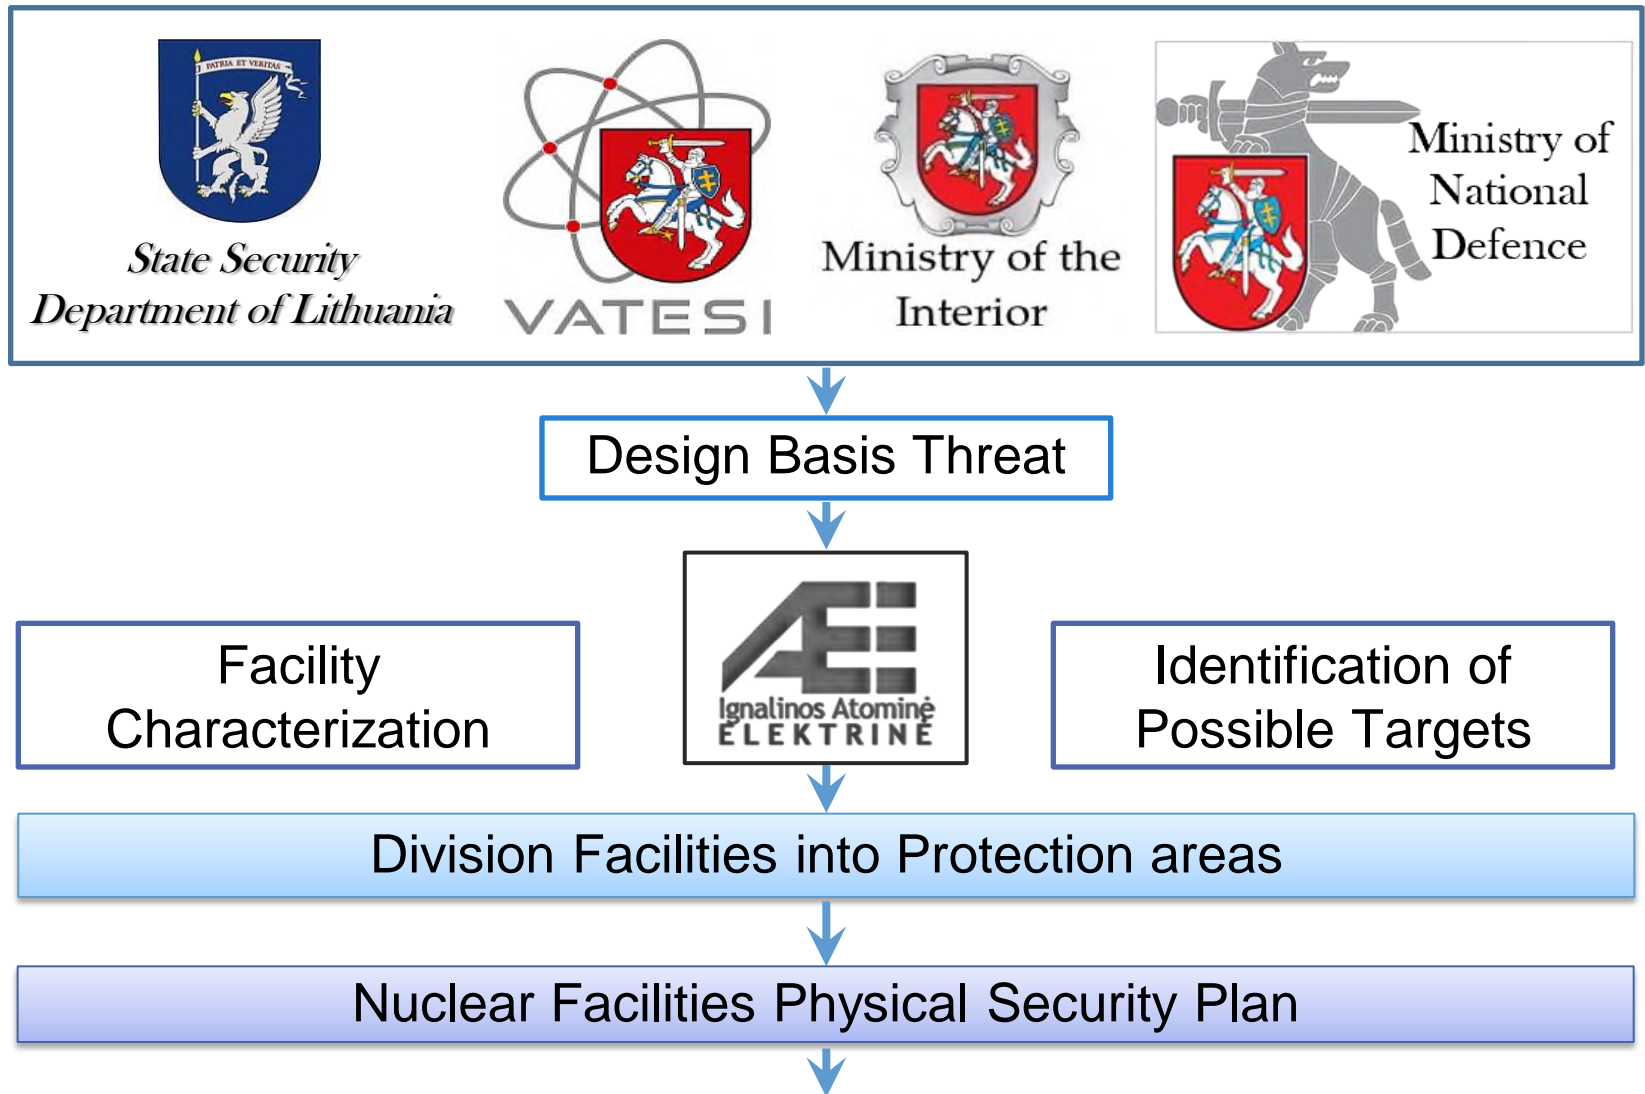 PATRIA ET VERITAS
State Security
Department of Lithuania
VATESI
Ministry of the
Interior
Ministry of
National
Defence
Design Basis Threat
Facility
Characterization
AEI
Ignalinos Atominė
ELEKTRINĖ
Identification of
Possible Targets
Division Facilities into Protection areas
Nuclear Facilities Physical Security Plan